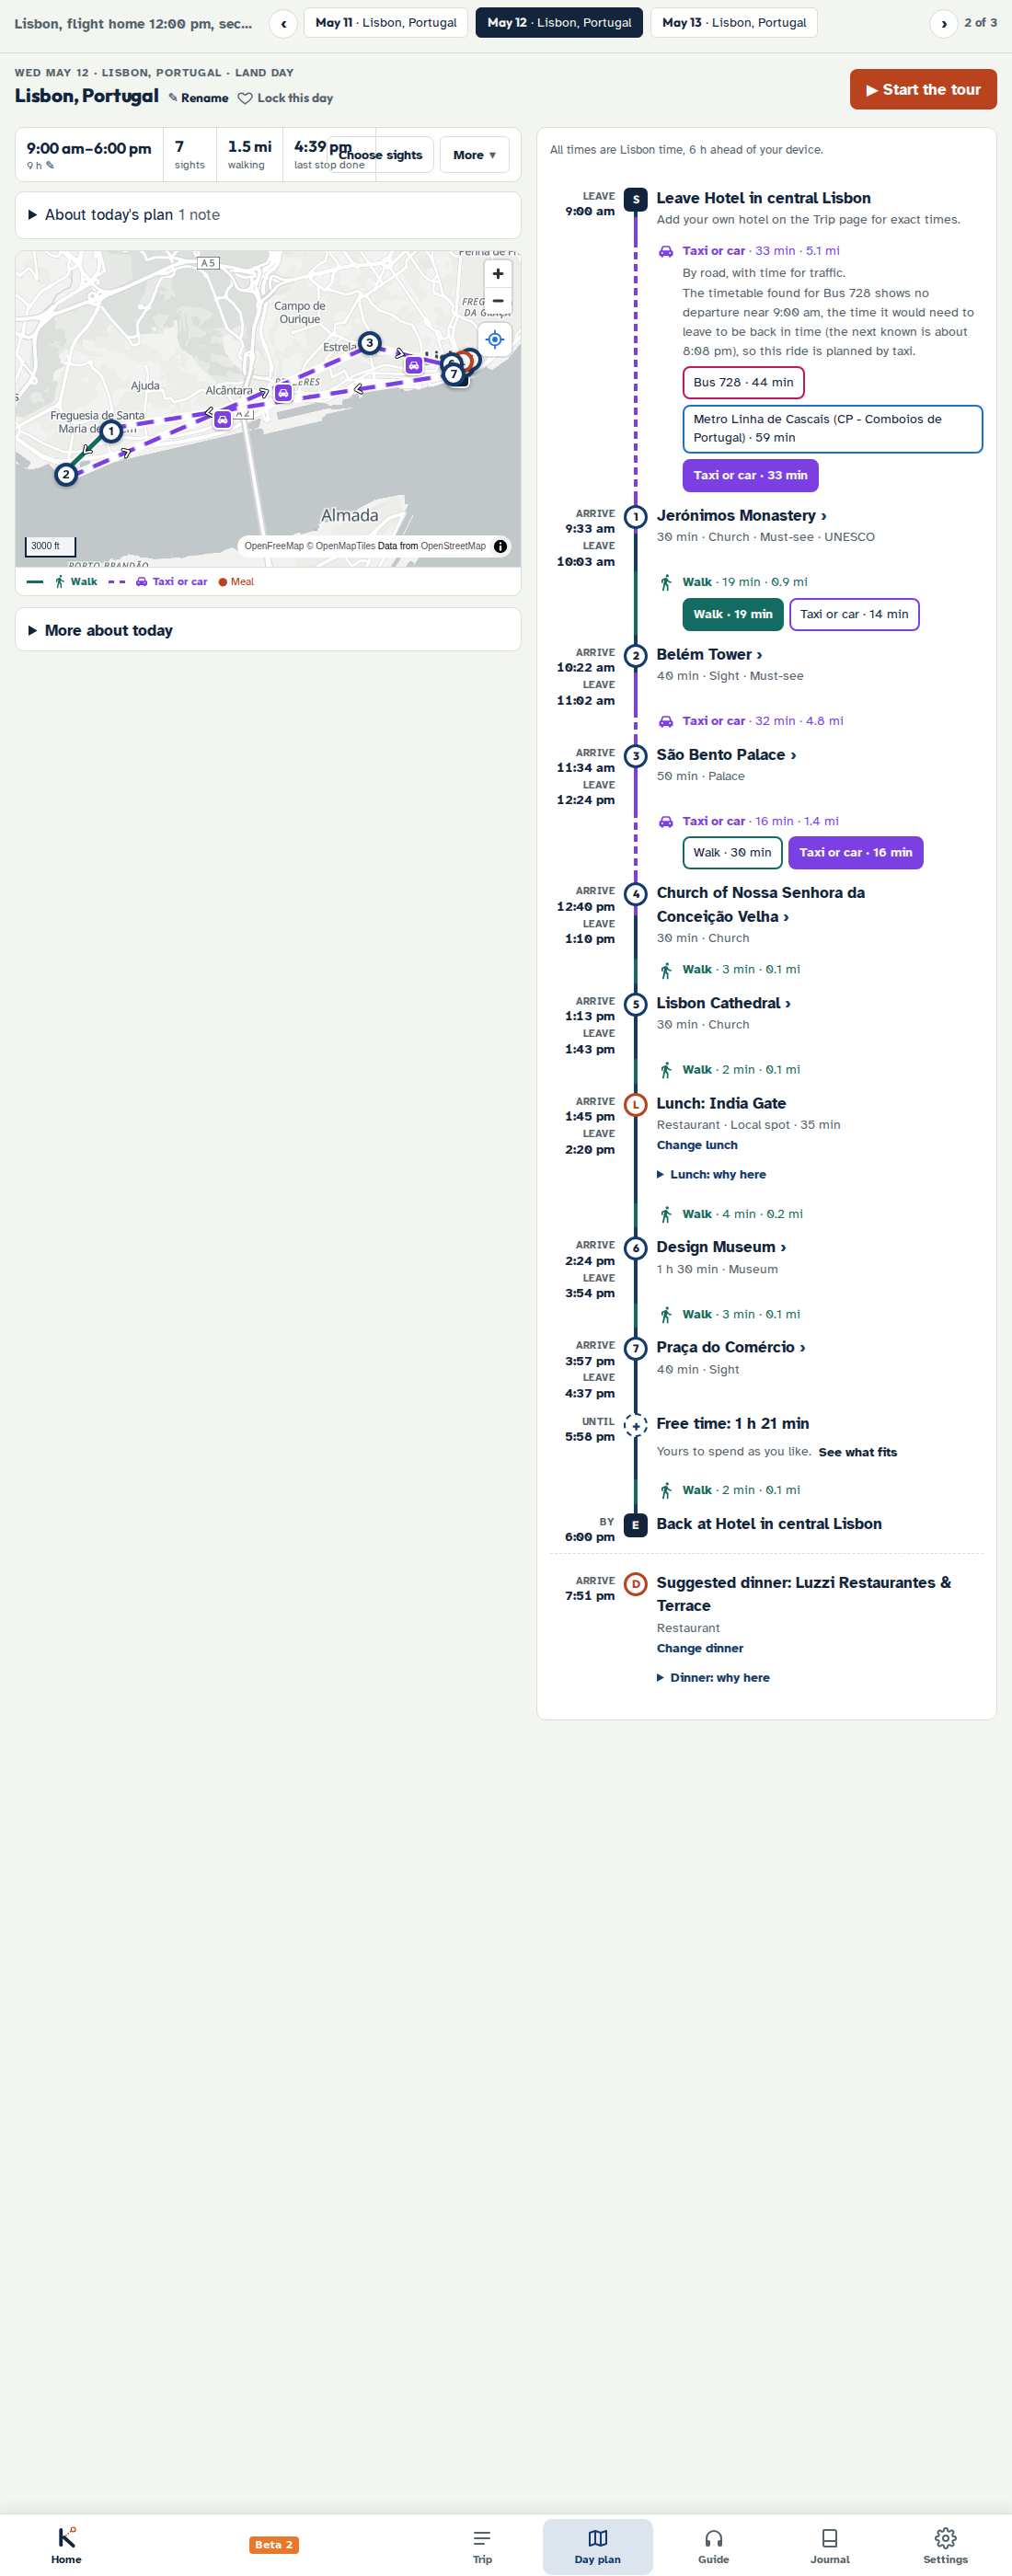 Lisbon, flight home 12:00 pm, sec...
‹
May 11 · Lisbon, Portugal
May 12 · Lisbon, Portugal
May 13 · Lisbon, Portugal
›
2 of 3
WED MAY 12 · LISBON, PORTUGAL · LAND DAY
Lisbon, Portugal
✎ Rename
Lock this day
▶ Start the tour
9:00 am–6:00 pm
9 h ✎
7
sights
1.5 mi
walking
4:39 pm
last stop done
Choose sights
More ▾
▶ About today's plan 1 note
A 5
Campo de
Ourique
Estrela
Ajuda
Alcântara
Freguesia de Santa
Maria de
Almada
3000 ft
OpenFreeMap © OpenMapTiles Data from OpenStreetMap
1
2
3
7
+
−
Walk
Taxi or car
Meal
▶ More about today
All times are Lisbon time, 6 h ahead of your device.
LEAVE
9:00 am
S
Leave Hotel in central Lisbon
Add your own hotel on the Trip page for exact times.
Taxi or car · 33 min · 5.1 mi
By road, with time for traffic.
The timetable found for Bus 728 shows no
departure near 9:00 am, the time it would need to
leave to be back in time (the next known is about
8:08 pm), so this ride is planned by taxi.
Bus 728 · 44 min
Metro Linha de Cascais (CP - Comboios de
Portugal) · 59 min
Taxi or car · 33 min
ARRIVE
9:33 am
LEAVE
10:03 am
1
Jerónimos Monastery ›
30 min · Church · Must-see · UNESCO
Walk · 19 min · 0.9 mi
Walk · 19 min
Taxi or car · 14 min
ARRIVE
10:22 am
LEAVE
11:02 am
2
Belém Tower ›
40 min · Sight · Must-see
Taxi or car · 32 min · 4.8 mi
ARRIVE
11:34 am
LEAVE
12:24 pm
3
São Bento Palace ›
50 min · Palace
Taxi or car · 16 min · 1.4 mi
Walk · 30 min
Taxi or car · 16 min
ARRIVE
12:40 pm
LEAVE
1:10 pm
4
Church of Nossa Senhora da
Conceição Velha ›
30 min · Church
Walk · 3 min · 0.1 mi
ARRIVE
1:13 pm
LEAVE
1:43 pm
5
Lisbon Cathedral ›
30 min · Church
Walk · 2 min · 0.1 mi
ARRIVE
1:45 pm
LEAVE
2:20 pm
L
Lunch: India Gate
Restaurant · Local spot · 35 min
Change lunch
▶ Lunch: why here
Walk · 4 min · 0.2 mi
ARRIVE
2:24 pm
LEAVE
3:54 pm
6
Design Museum ›
1 h 30 min · Museum
Walk · 3 min · 0.1 mi
ARRIVE
3:57 pm
LEAVE
4:37 pm
7
Praça do Comércio ›
40 min · Sight
UNTIL
5:58 pm
+
Free time: 1 h 21 min
Yours to spend as you like. See what fits
Walk · 2 min · 0.1 mi
BY
6:00 pm
E
Back at Hotel in central Lisbon
ARRIVE
7:51 pm
D
Suggested dinner: Luzzi Restaurantes &
Terrace
Restaurant
Change dinner
▶ Dinner: why here
Home
Beta 2
Trip
Day plan
Guide
Journal
Settings